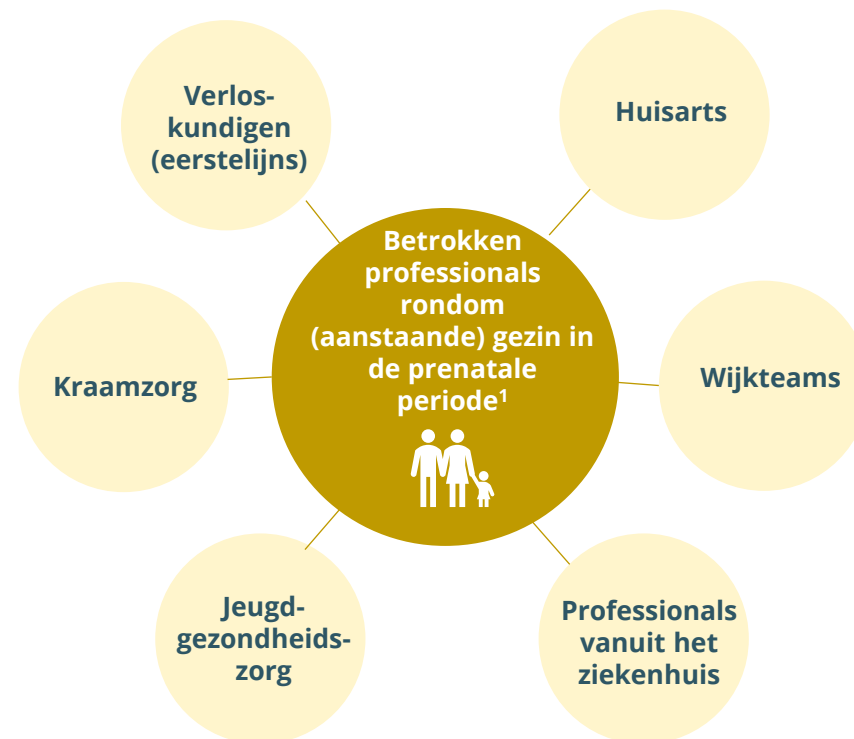 Verlos-
kundigen
(eerstelijns)
Huisarts
Betrokken
professionals
rondom
(aanstaande) gezin in
de prenatale
periode¹
Kraamzorg
Wijkteams
Jeugd-
gezondheids-
zorg
Professionals
vanuit het
ziekenhuis